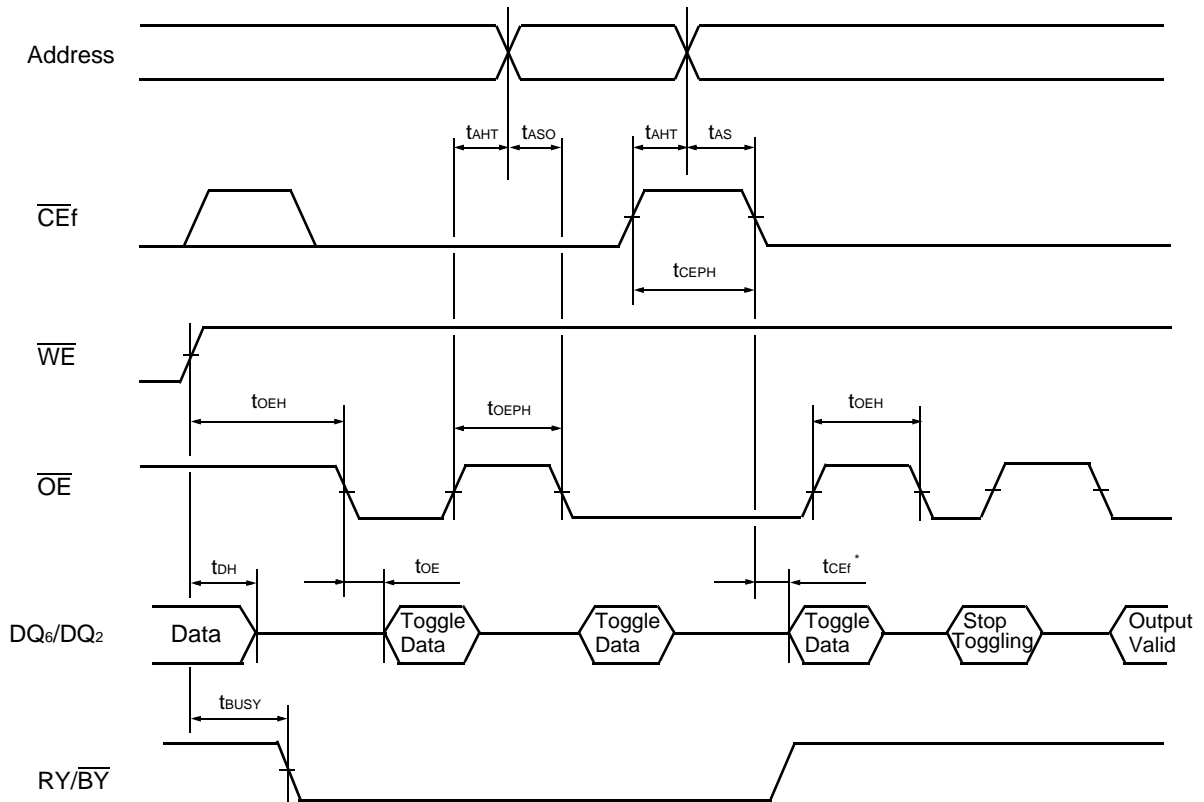 Address
tAHT tASO tAHT tAS
CEf
tCEPH
WE
tOEH tOEPH tOEH
OE
tDH tOE tCEf*
DQ6/DQ2 Data Toggle Data Toggle Data Toggle Data Stop Toggling Output Valid
tBUSY
RY/BY